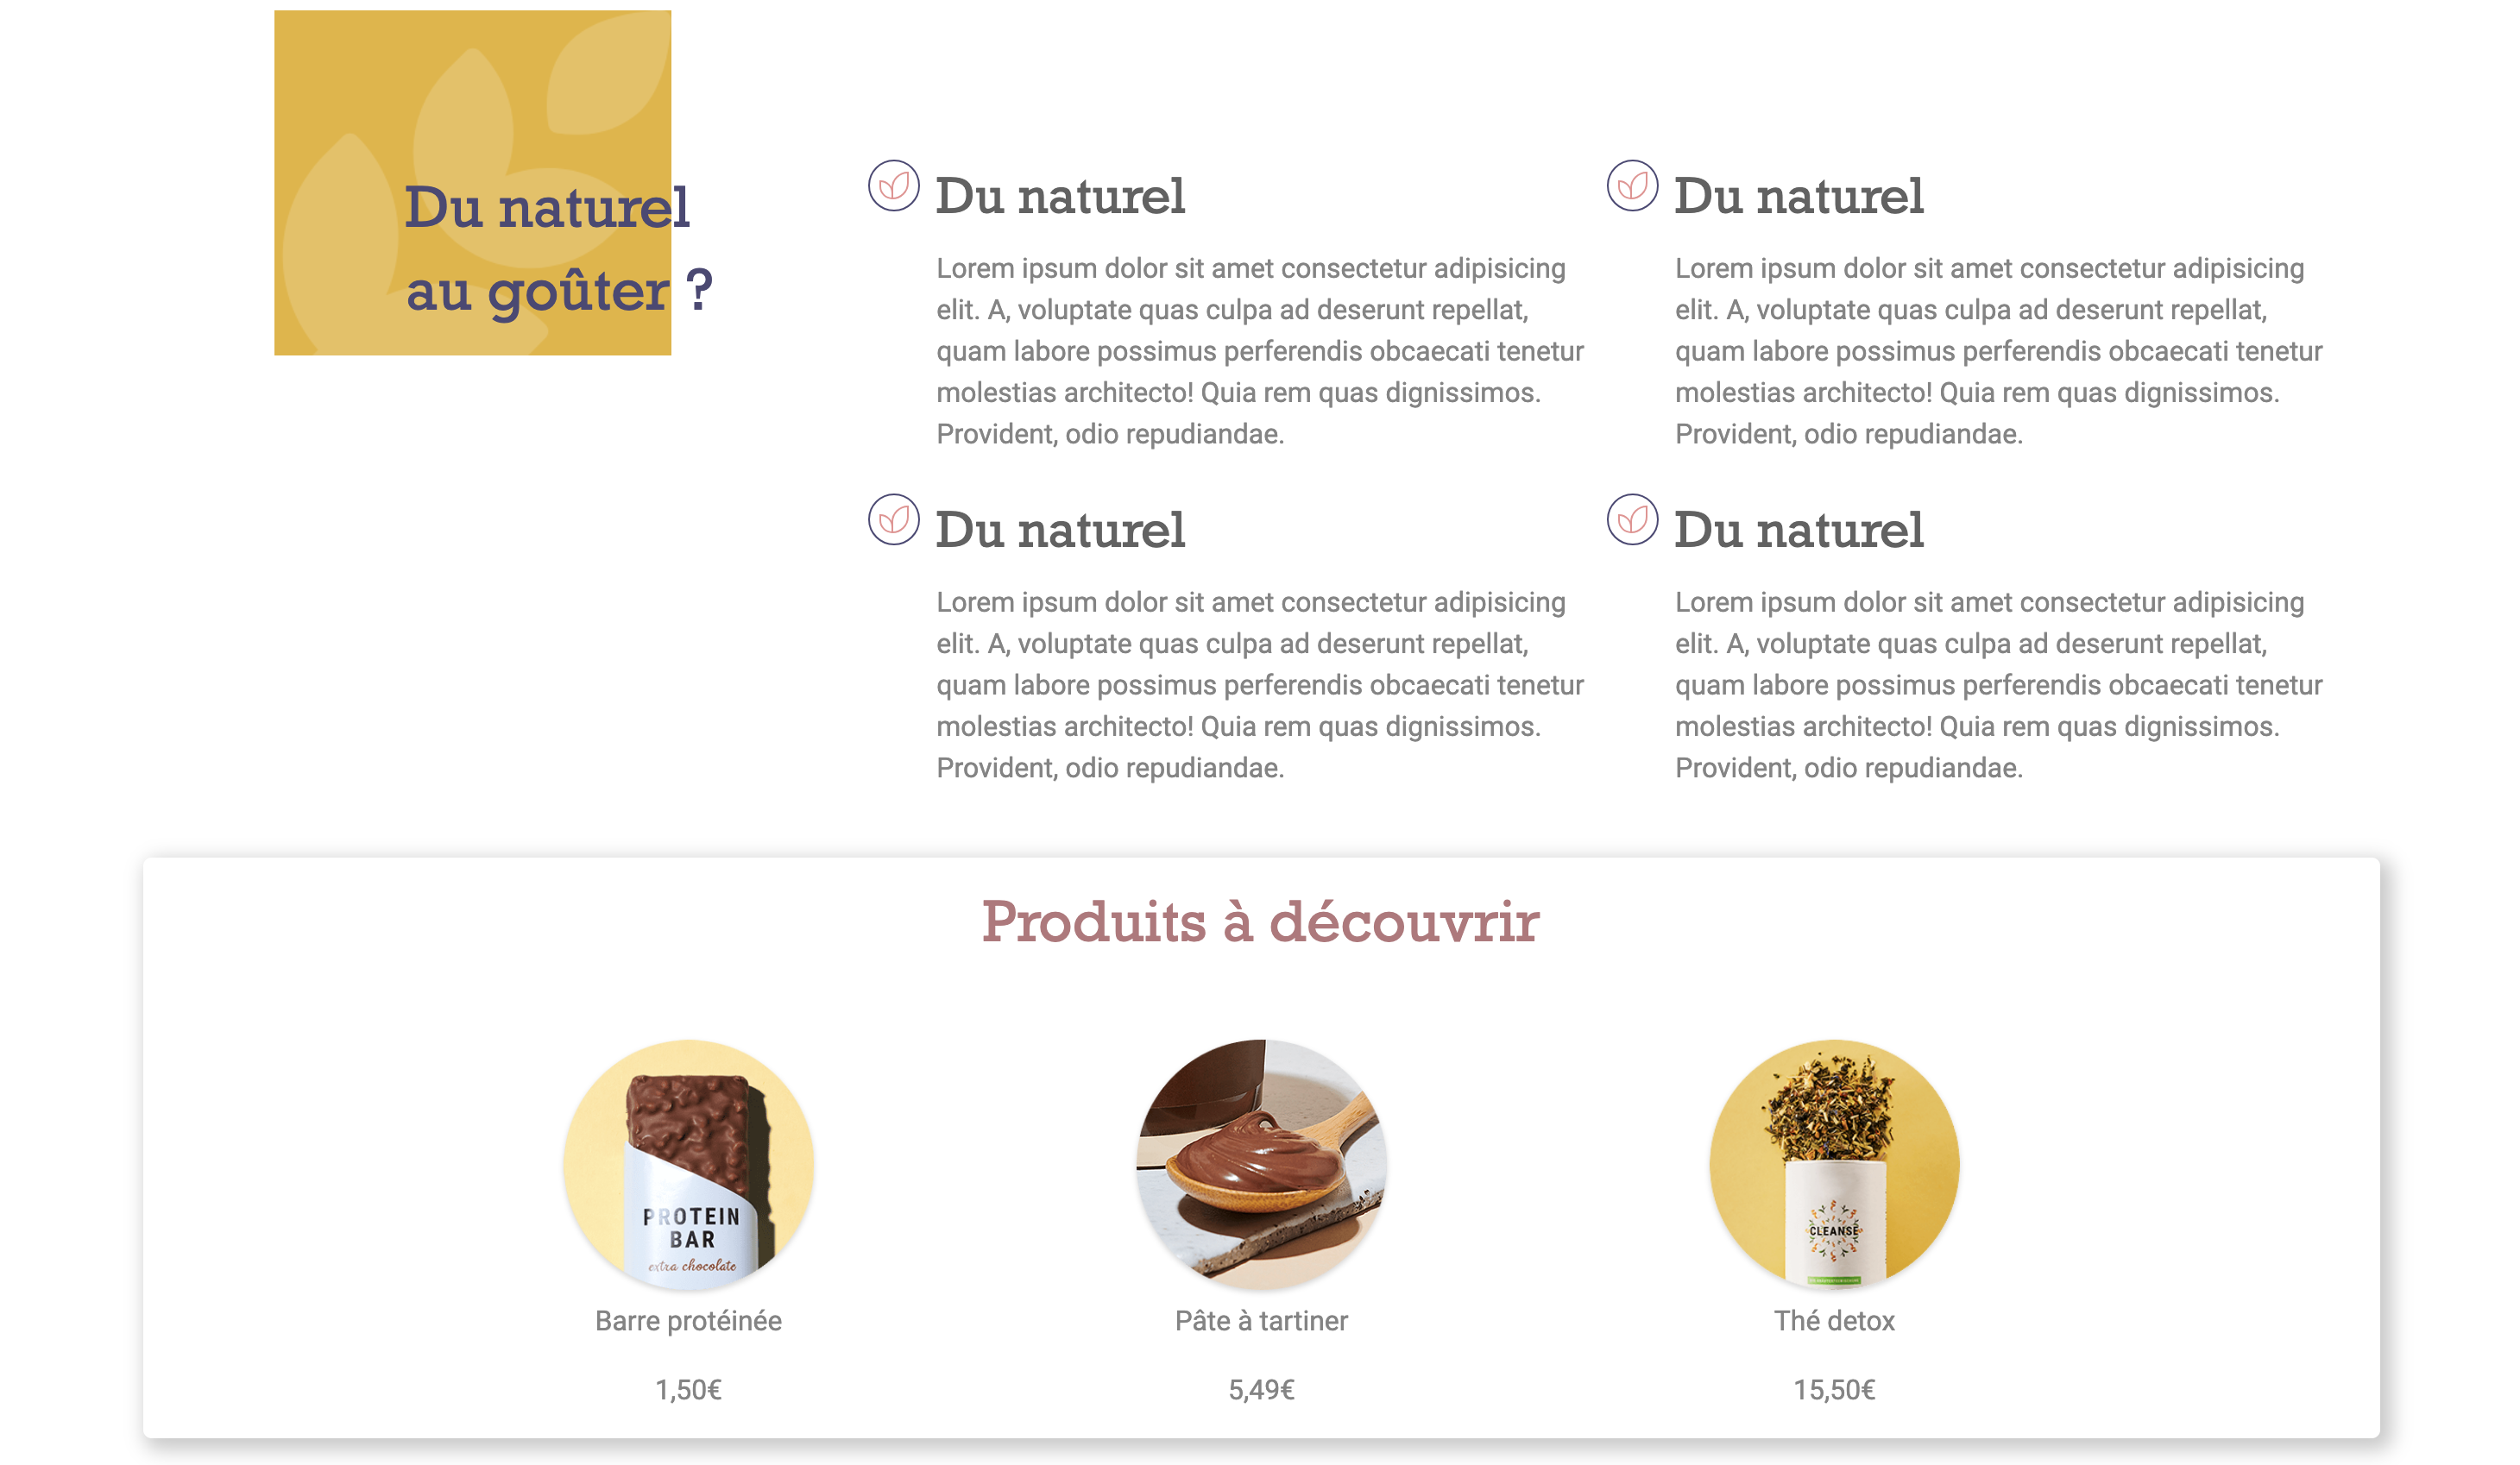 Du naturel
au goûter ?
Du naturel
Lorem ipsum dolor sit amet consectetur adipisicing
elit. A, voluptate quas culpa ad deserunt repellat,
quam labore possimus perferendis obcaecati tenetur
molestias architecto! Quia rem quas dignissimos.
Provident, odio repudiandae.
Du naturel
Lorem ipsum dolor sit amet consectetur adipisicing
elit. A, voluptate quas culpa ad deserunt repellat,
quam labore possimus perferendis obcaecati tenetur
molestias architecto! Quia rem quas dignissimos.
Provident, odio repudiandae.
Du naturel
Lorem ipsum dolor sit amet consectetur adipisicing
elit. A, voluptate quas culpa ad deserunt repellat,
quam labore possimus perferendis obcaecati tenetur
molestias architecto! Quia rem quas dignissimos.
Provident, odio repudiandae.
Du naturel
Lorem ipsum dolor sit amet consectetur adipisicing
elit. A, voluptate quas culpa ad deserunt repellat,
quam labore possimus perferendis obcaecati tenetur
molestias architecto! Quia rem quas dignissimos.
Provident, odio repudiandae.
Produits à découvrir
PROTEIN
BAR
extra chocolate
Barre protéinée
1,50€
Pâte à tartiner
5,49€
CLEANSE
Thé detox
15,50€